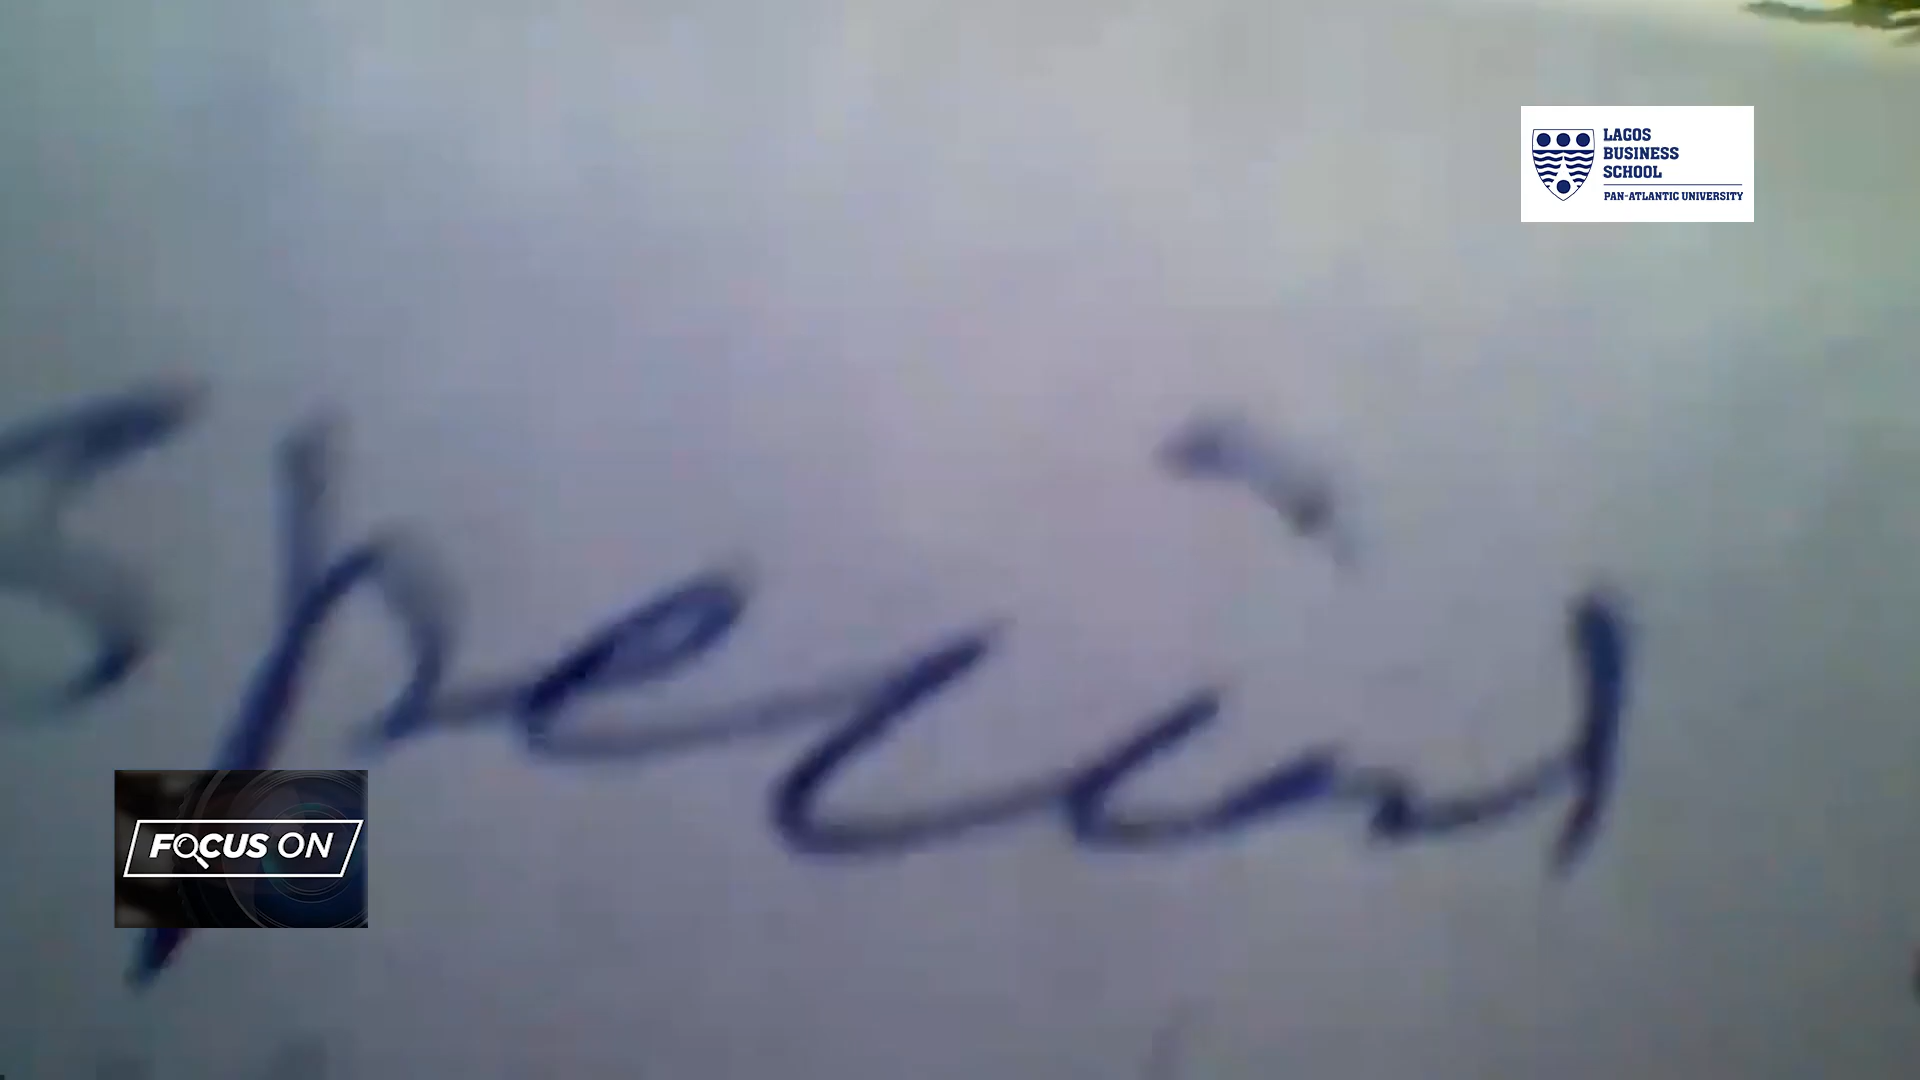 LAGOS
BUSINESS
SCHOOL
PAN-ATLANTIC UNIVERSITY
Special
FOCUS ON